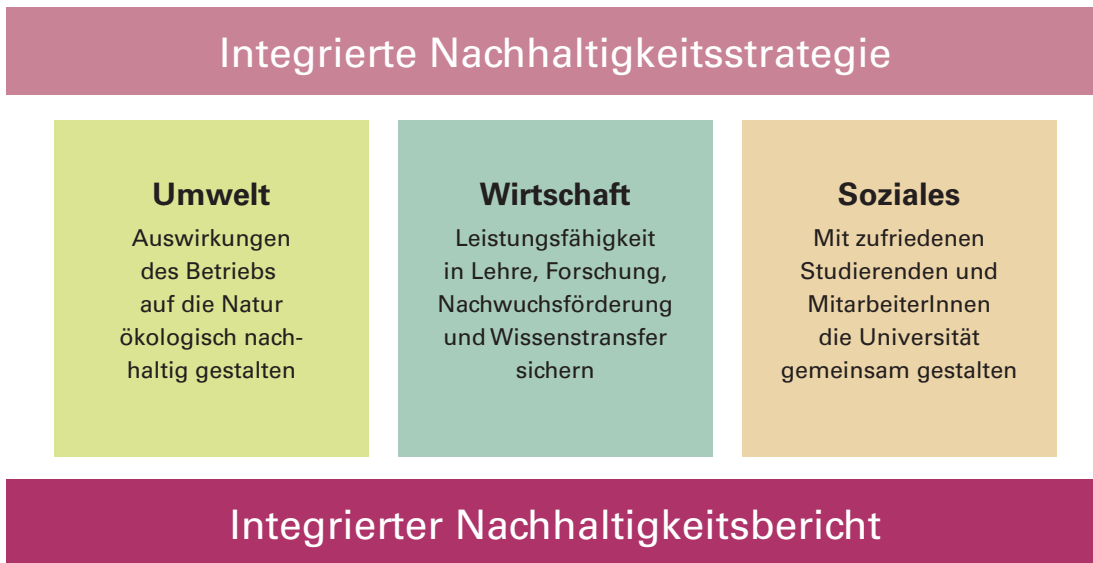 Integrierte Nachhaltigkeitsstrategie
Umwelt
Auswirkungen
des Betriebs
auf die Natur
ökologisch nach-
haltig gestalten
Wirtschaft
Leistungsfähigkeit
in Lehre, Forschung,
Nachwuchsförderung
und Wissenstransfer
sichern
Soziales
Mit zufriedenen
Studierenden und
MitarbeiterInnen
die Universität
gemeinsam gestalten
Integrierter Nachhaltigkeitsbericht